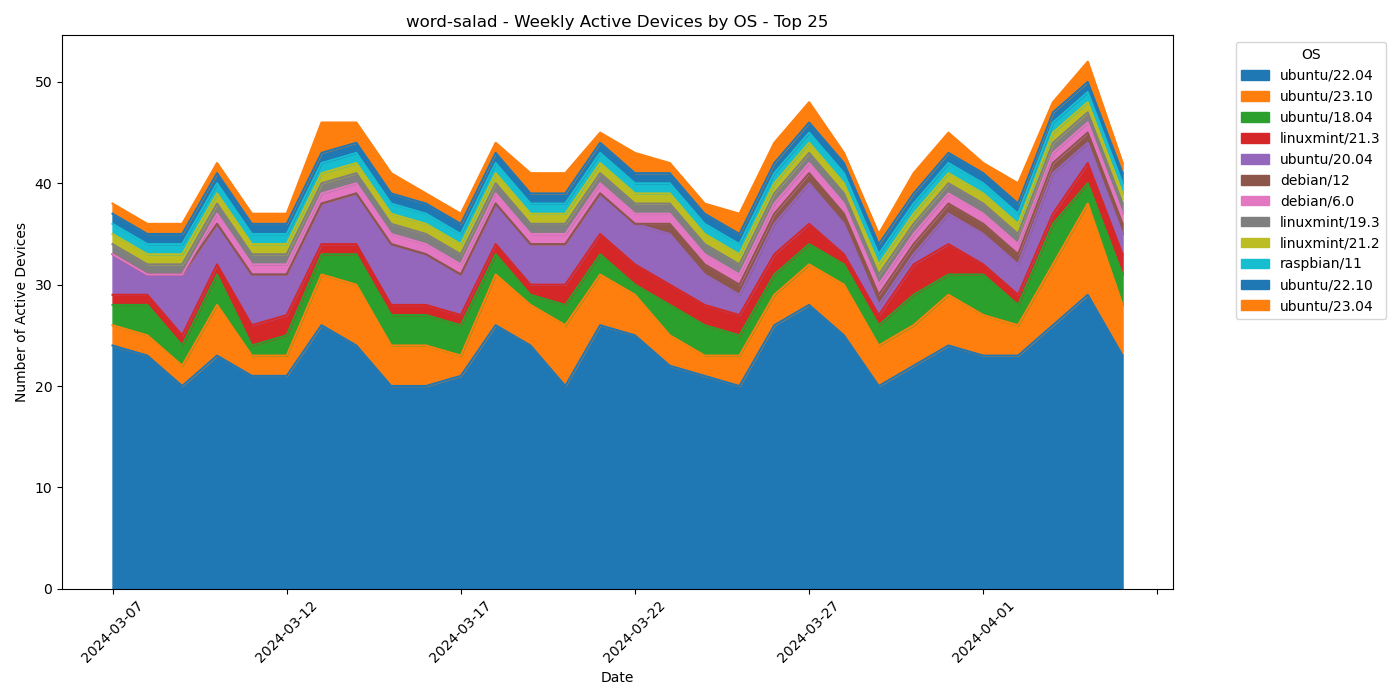 word-salad - Weekly Active Devices by OS - Top 25
Number of Active Devices
50
40
30
20
10
0
2024-03-07
2024-03-12
2024-03-17
2024-03-22
2024-03-27
2024-04-01
Date
OS
ubuntu/22.04
ubuntu/23.10
ubuntu/18.04
linuxmint/21.3
ubuntu/20.04
debian/12
debian/6.0
linuxmint/19.3
linuxmint/21.2
raspbian/11
ubuntu/22.10
ubuntu/23.04